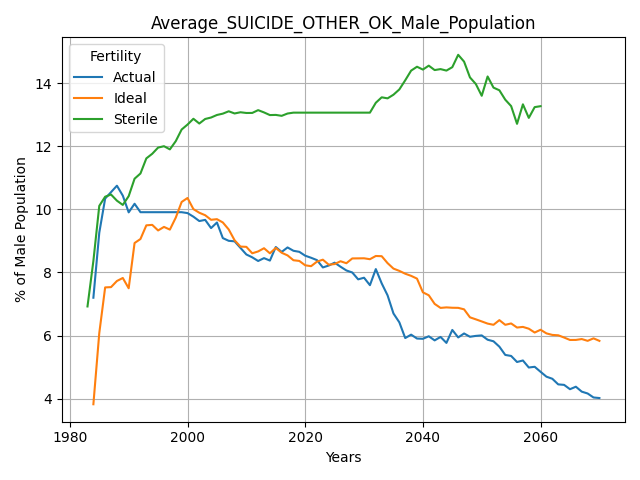 Average_SUICIDE_OTHER_OK_Male_Population
Fertility
Actual
Ideal
Sterile
% of Male Population
14
12
10
8
6
4
1980 2000 2020 2040 2060
Years